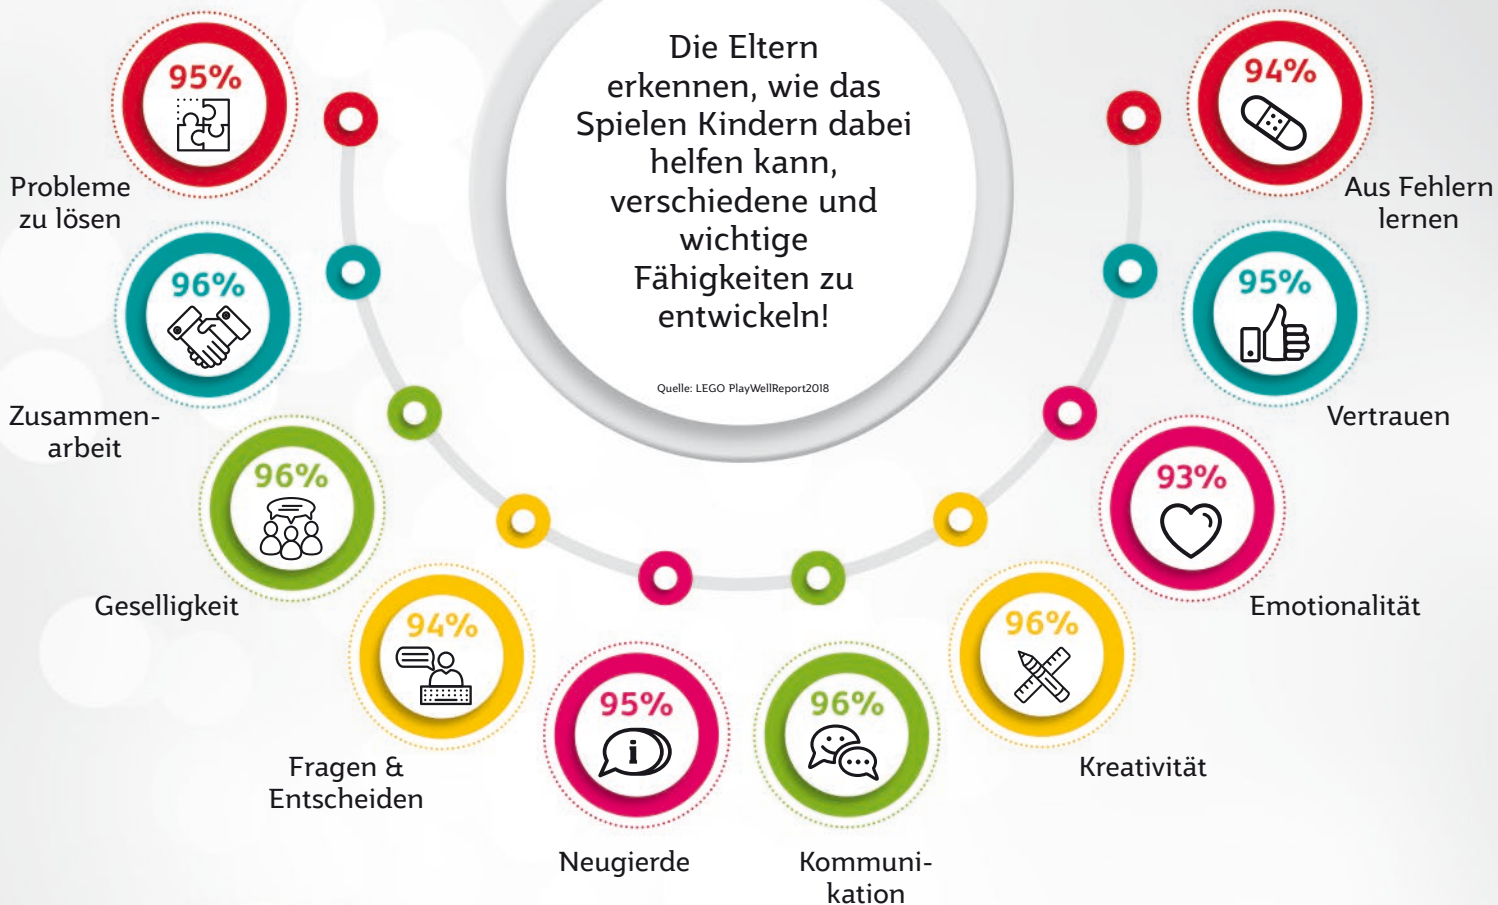 Die Eltern
erkennen, wie das
Spielen Kindern dabei
helfen kann,
verschiedene und
wichtige
Fähigkeiten zu
entwickeln!
Quelle: LEGO PlayWellReport2018
95%
Probleme
zu lösen
96%
Zusammen-
arbeit
96%
Geselligkeit
94%
Fragen &
Entscheiden
95%
i
Neugierde
96%
Kommuni-
kation
96%
Kreativität
93%
Emotionalität
95%
Vertrauen
94%
Aus Fehlern
lernen